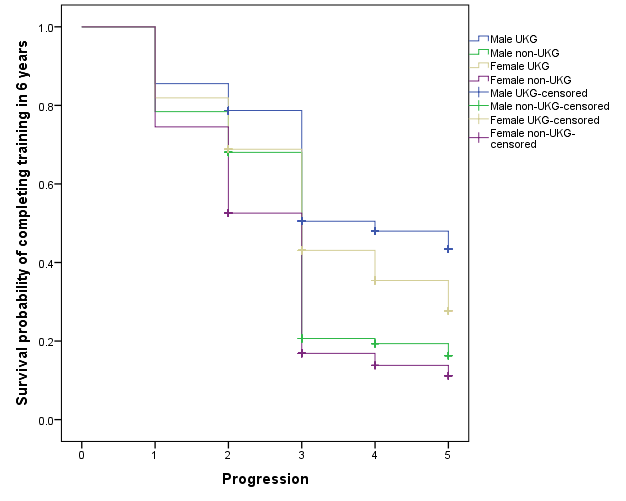 Survival probability of completing training in 6 years
1.0
0.8
0.6
0.4
0.2
0.0
0 1 2 3 4 5
Progression
Male UKG
Male non-UKG
Female UKG
Female non-UKG
Male UKG-censored
Male non-UKG-censored
Female UKG-censored
Female non-UKG-
censored